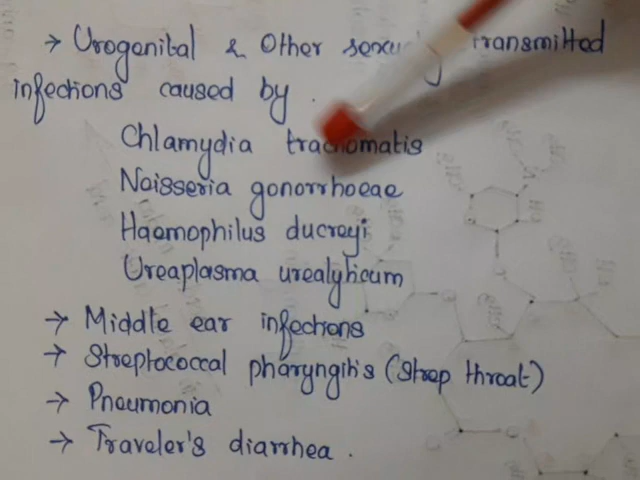 → Urogenital & Other sexually transmitted
infections caused by .
Chlamydia trachomatis
Neisseria gonorrhoeae
Haemophilus ducreyi
Ureaplasma urealyticum
→ Middle ear infections
→ Streptococcal pharyngitis (Strep throat)
→ Pneumonia
→ Traveler's diarrhea .